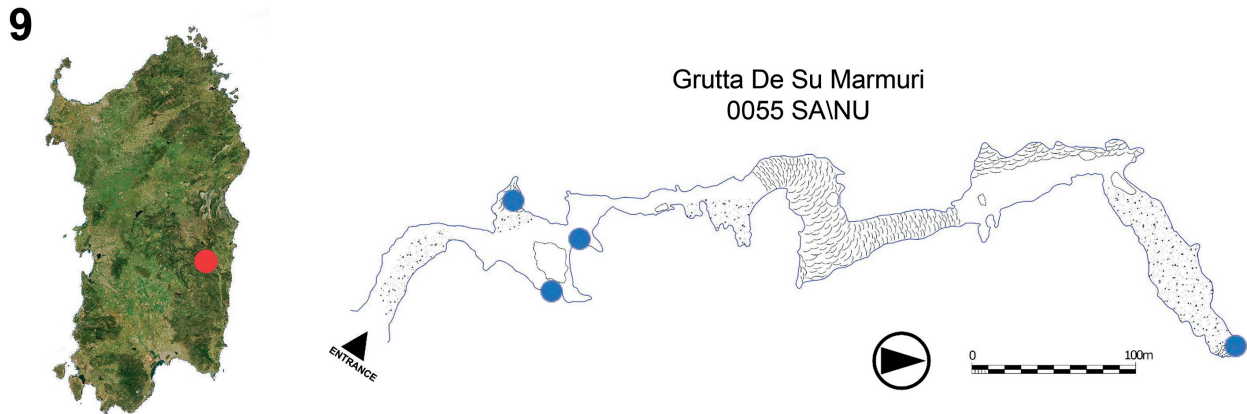 9
Grutta De Su Marmuri
0055 SA\NU
ENTRANCE
0
100m